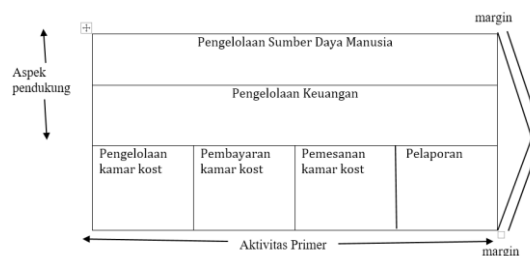 margin
Pengelolaan Sumber Daya Manusia
Aspek
pendukung
Pengelolaan Keuangan
Pengelolaan
kamar kost
Pembayaran
kamar kost
Pemesanan
kamar kost
Pelaporan
Aktivitas Primer
margin